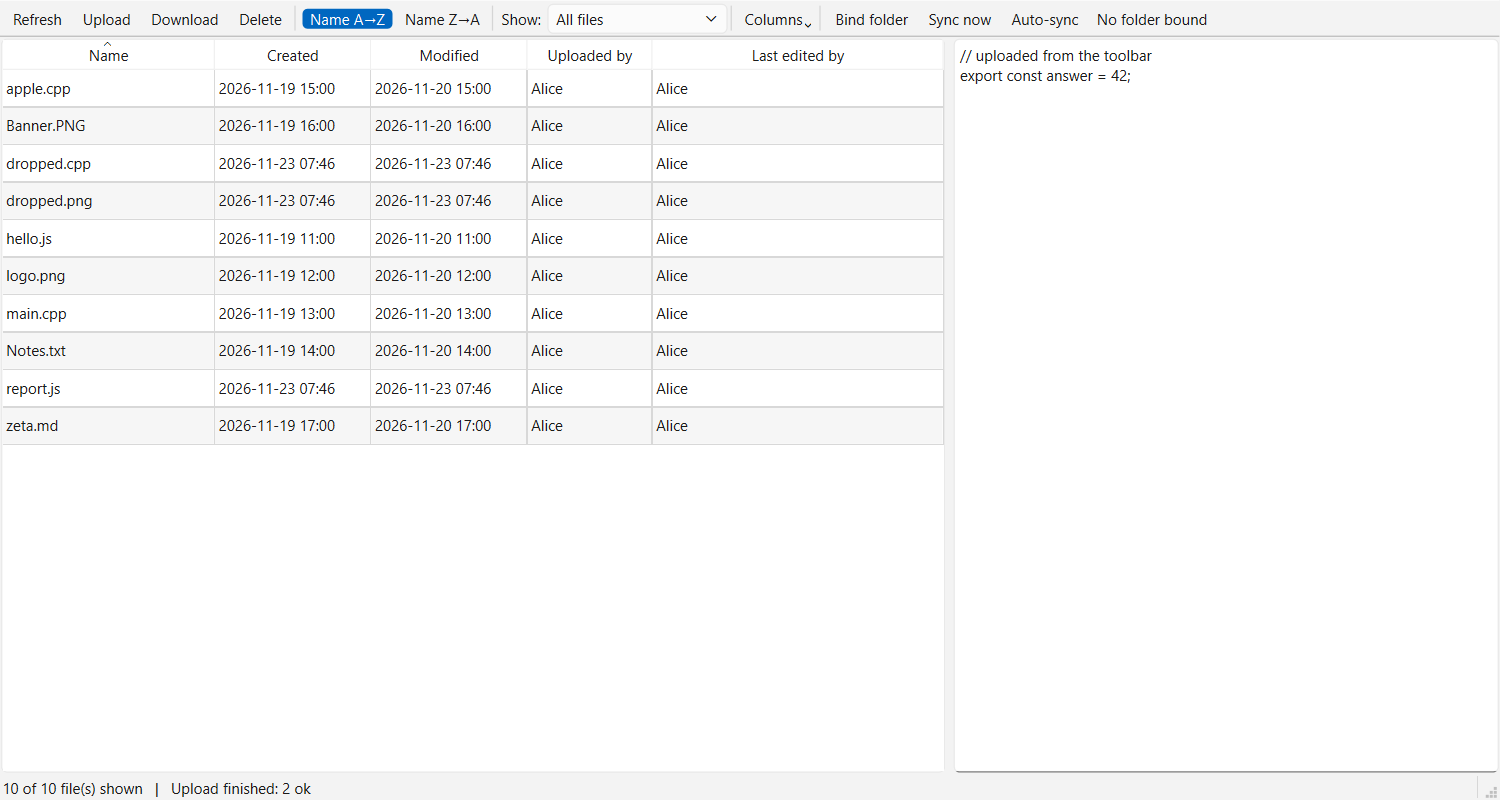 Refresh Upload Download Delete Name A→Z Name Z→A Show: All files Columns Bind folder Sync now Auto-sync No folder bound
Name Created Modified Uploaded by Last edited by
apple.cpp 2026-11-19 15:00 2026-11-20 15:00 Alice Alice
Banner.PNG 2026-11-19 16:00 2026-11-20 16:00 Alice Alice
dropped.cpp 2026-11-23 07:46 2026-11-23 07:46 Alice Alice
dropped.png 2026-11-23 07:46 2026-11-23 07:46 Alice Alice
hello.js 2026-11-19 11:00 2026-11-20 11:00 Alice Alice
logo.png 2026-11-19 12:00 2026-11-20 12:00 Alice Alice
main.cpp 2026-11-19 13:00 2026-11-20 13:00 Alice Alice
Notes.txt 2026-11-19 14:00 2026-11-20 14:00 Alice Alice
report.js 2026-11-23 07:46 2026-11-23 07:46 Alice Alice
zeta.md 2026-11-19 17:00 2026-11-20 17:00 Alice Alice
// uploaded from the toolbar
export const answer = 42;
10 of 10 file(s) shown | Upload finished: 2 ok